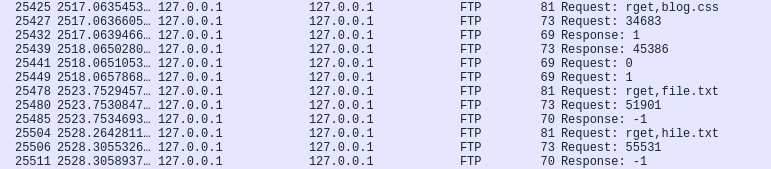 25425 2517.0635453… 127.0.0.1 127.0.0.1 FTP 81 Request: rget,blog.css
25427 2517.0636605… 127.0.0.1 127.0.0.1 FTP 73 Request: 34683
25432 2517.0639466… 127.0.0.1 127.0.0.1 FTP 69 Response: 1
25439 2518.0650280… 127.0.0.1 127.0.0.1 FTP 73 Response: 45386
25441 2518.0651053… 127.0.0.1 127.0.0.1 FTP 69 Request: 0
25449 2518.0657868… 127.0.0.1 127.0.0.1 FTP 69 Request: 1
25478 2523.7529457… 127.0.0.1 127.0.0.1 FTP 81 Request: rget,file.txt
25480 2523.7530847… 127.0.0.1 127.0.0.1 FTP 73 Request: 51901
25485 2523.7534693… 127.0.0.1 127.0.0.1 FTP 70 Response: -1
25504 2528.2642811… 127.0.0.1 127.0.0.1 FTP 81 Request: rget,hile.txt
25506 2528.3055326… 127.0.0.1 127.0.0.1 FTP 73 Request: 55531
25511 2528.3058937… 127.0.0.1 127.0.0.1 FTP 70 Response: -1